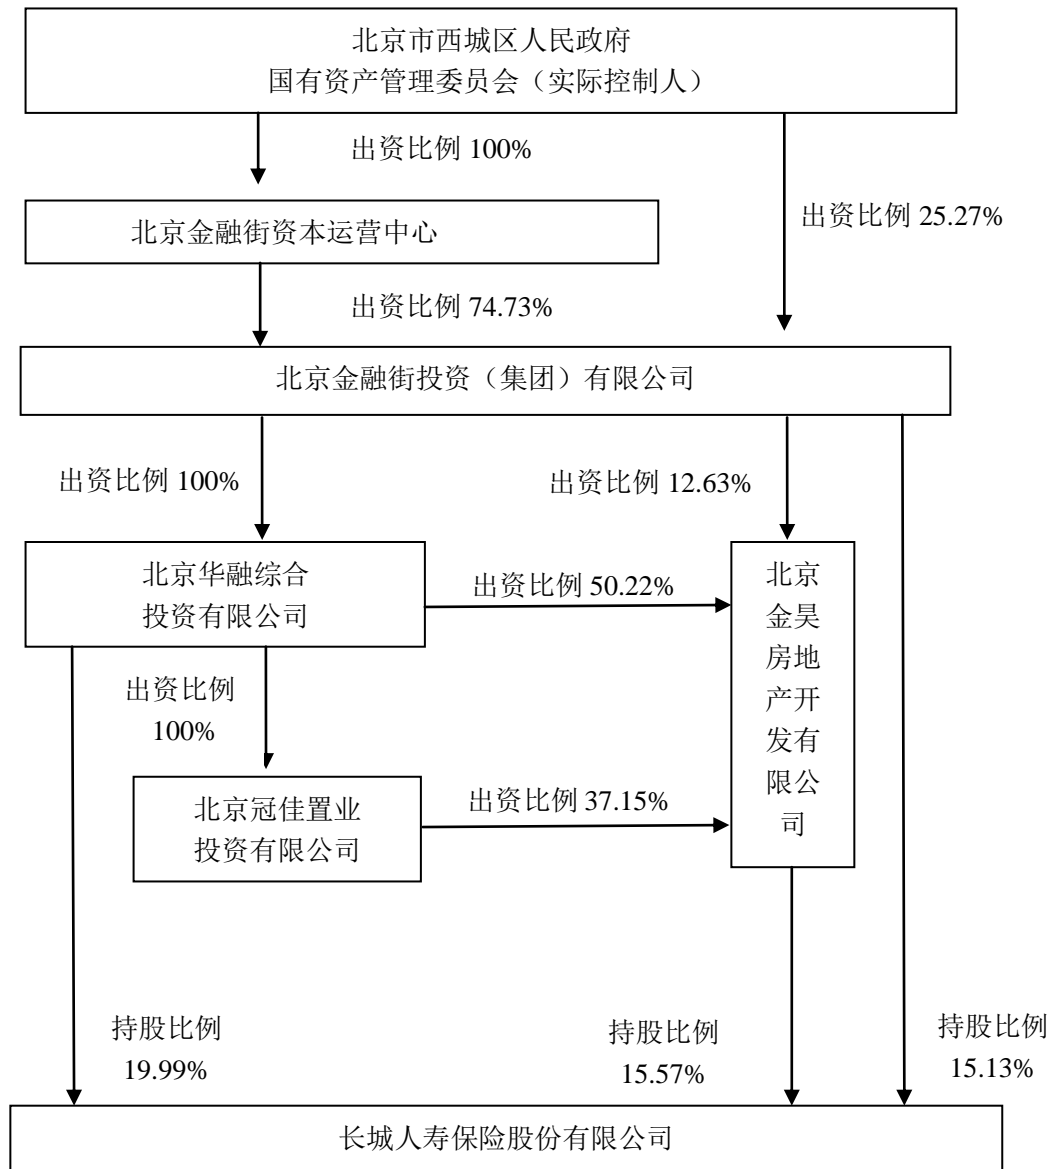 北京市西城区人民政府
国有资产管理委员会（实际控制人）
出资比例 100%
出资比例 25.27%
北京金融街资本运营中心
出资比例 74.73%
北京金融街投资（集团）有限公司
出资比例 100%
出资比例 12.63%
北京华融综合
投资有限公司
出资比例 50.22%
北京
金昊
房地
产开
发有
限公
司
出资比例
100%
北京冠佳置业
投资有限公司
出资比例 37.15%
持股比例
19.99%
持股比例
15.57%
持股比例
15.13%
长城人寿保险股份有限公司